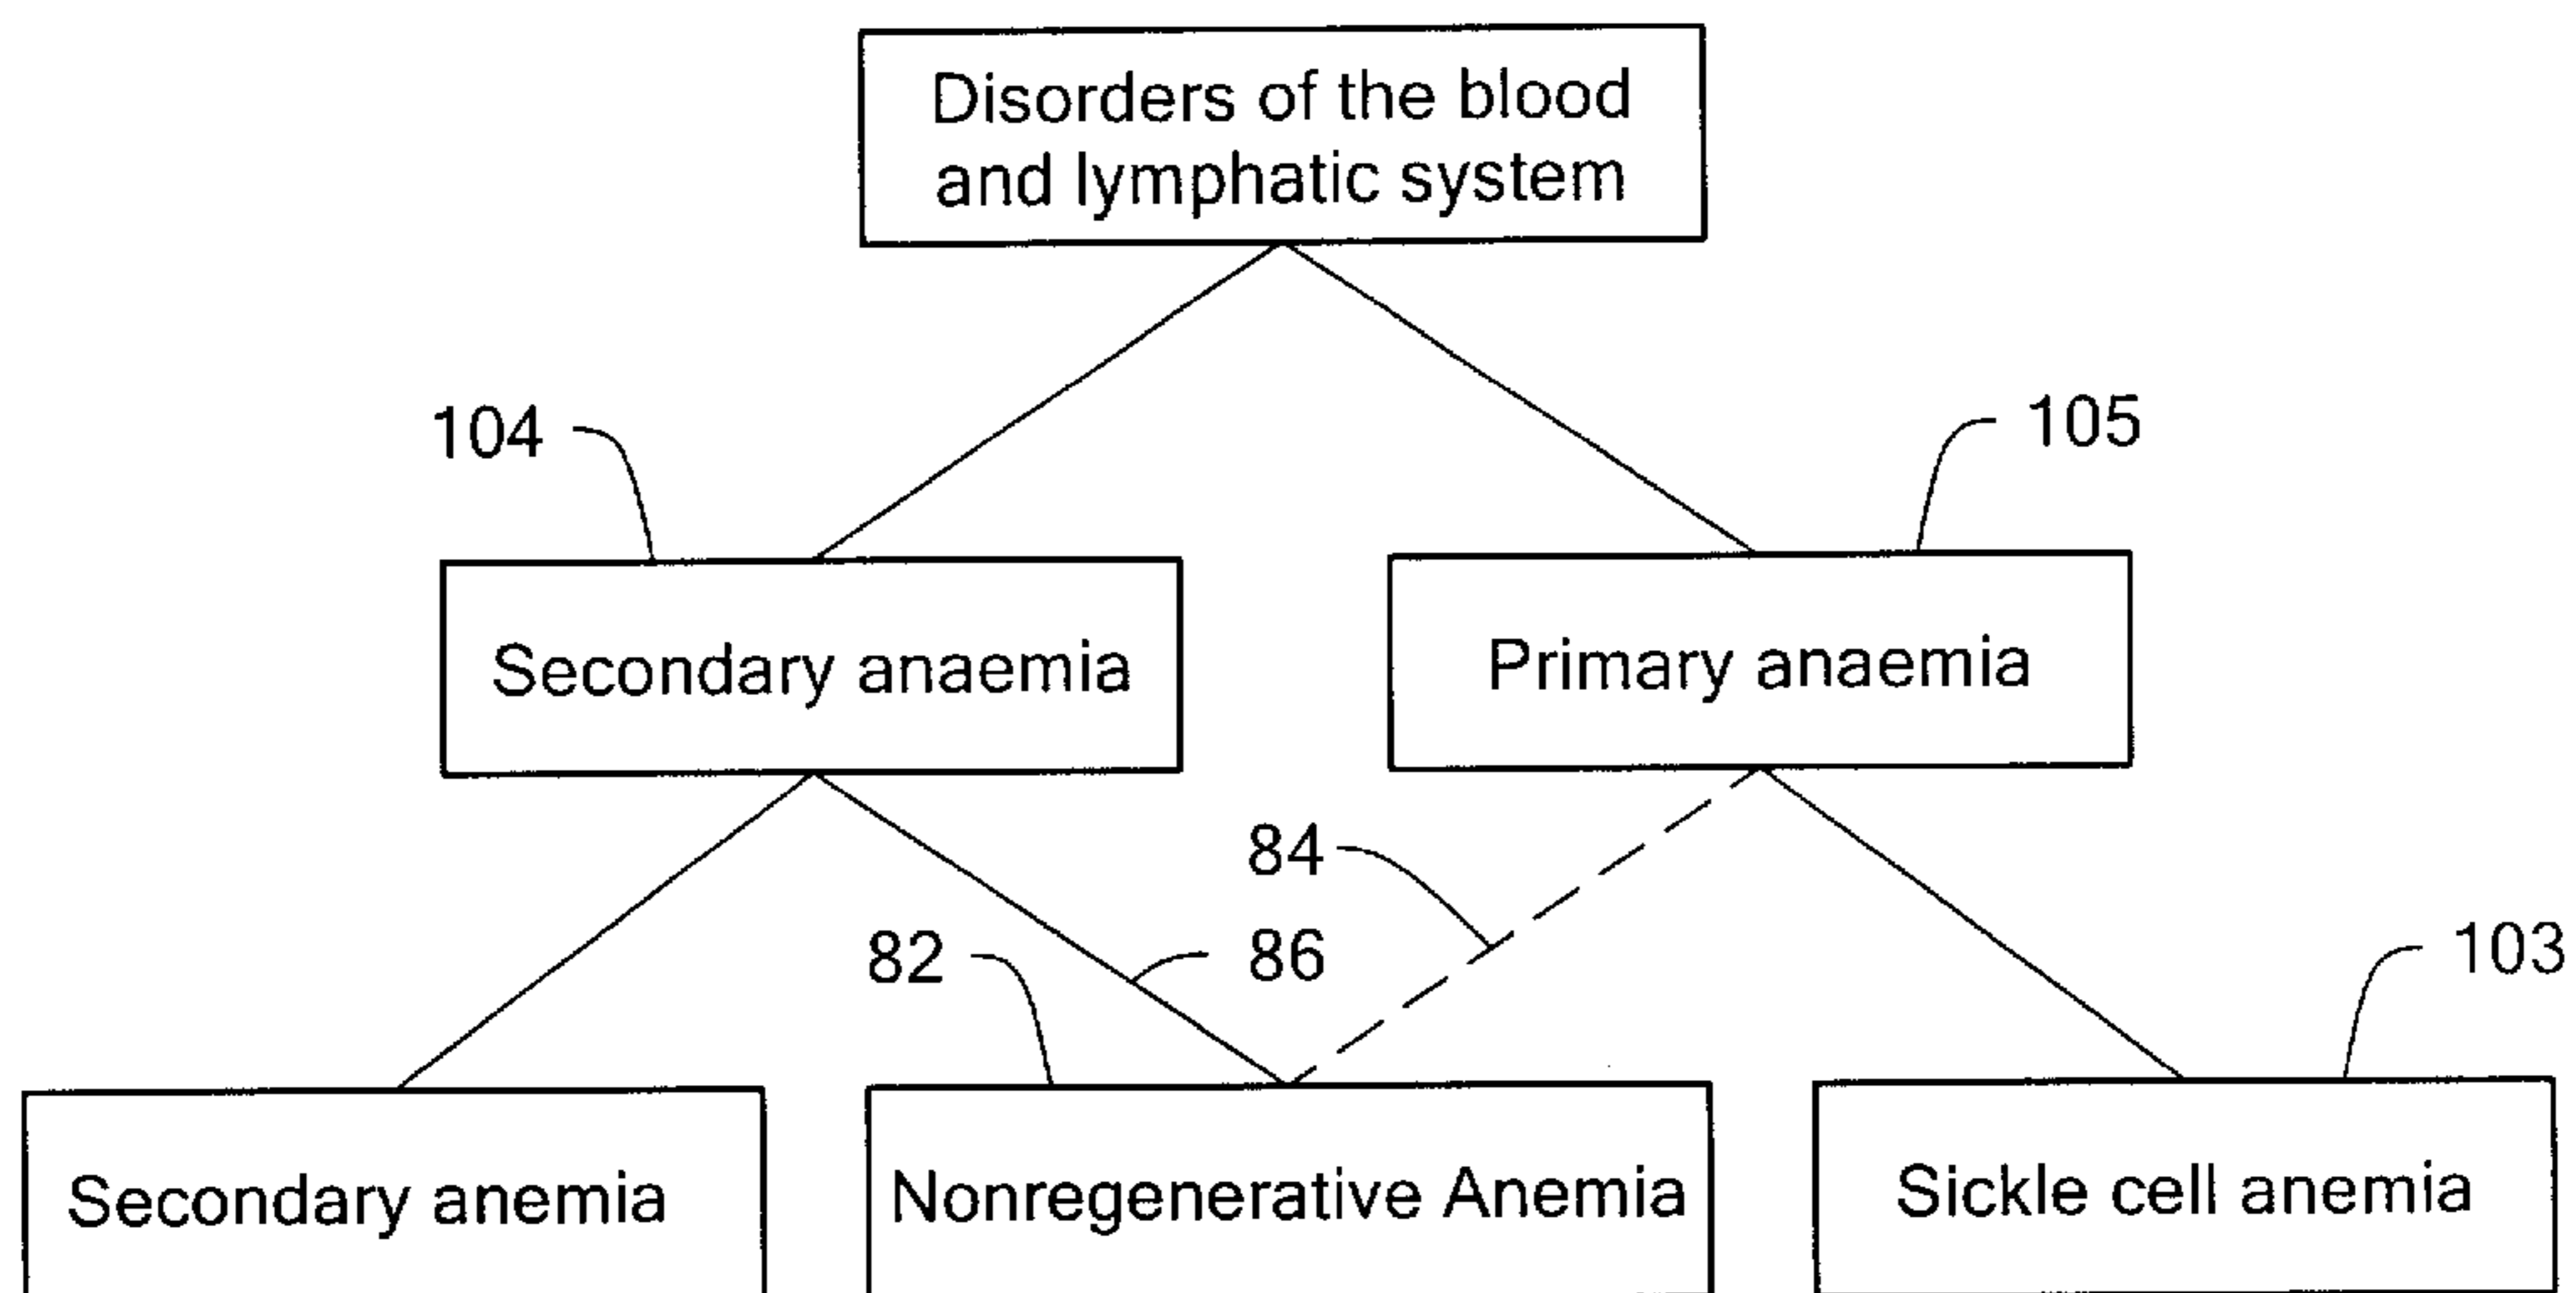 Disorders of the blood
and lymphatic system
104
105
Secondary anaemia
Primary anaemia
84
82
86
103
Secondary anemia
Nonregenerative Anemia
Sickle cell anemia